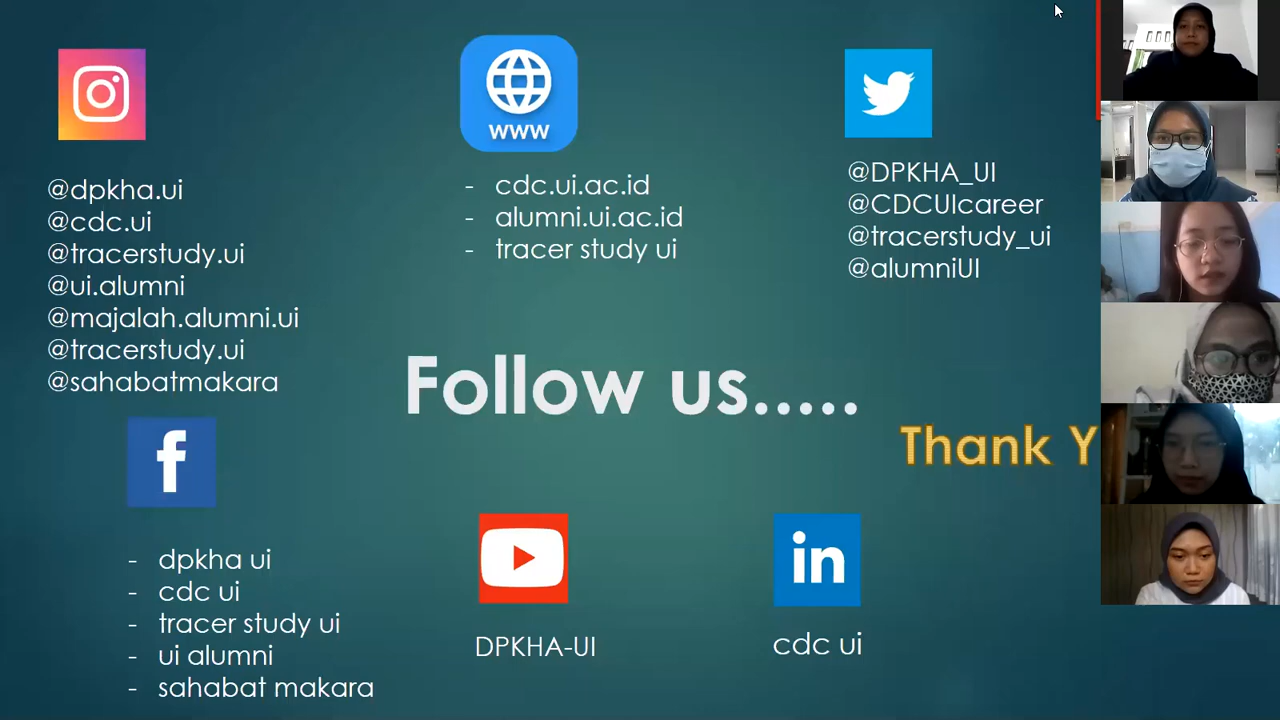 @dpkha.ui
@cdc.ui
@tracerstudy.ui
@ui.alumni
@majalah.alumni.ui
@tracerstudy.ui
@sahabatmakara
www
- cdc.ui.ac.id
- alumni.ui.ac.id
- tracer study ui
@DPKHA_UI
@CDCUIcareer
@tracerstudy_ui
@alumniUI
Follow us.....
Thank Y
f
- dpkha ui
- cdc ui
- tracer study ui
- ui alumni
- sahabat makara
DPKHA-UI
in
cdc ui